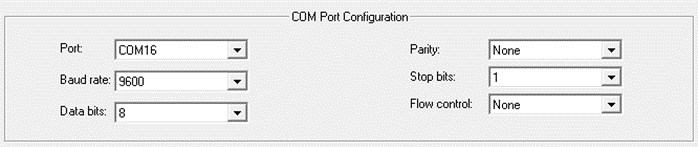 COM Port Configuration
Port: COM16
Parity: None
Baud rate: 9600
Stop bits: 1
Data bits: 8
Flow control: None